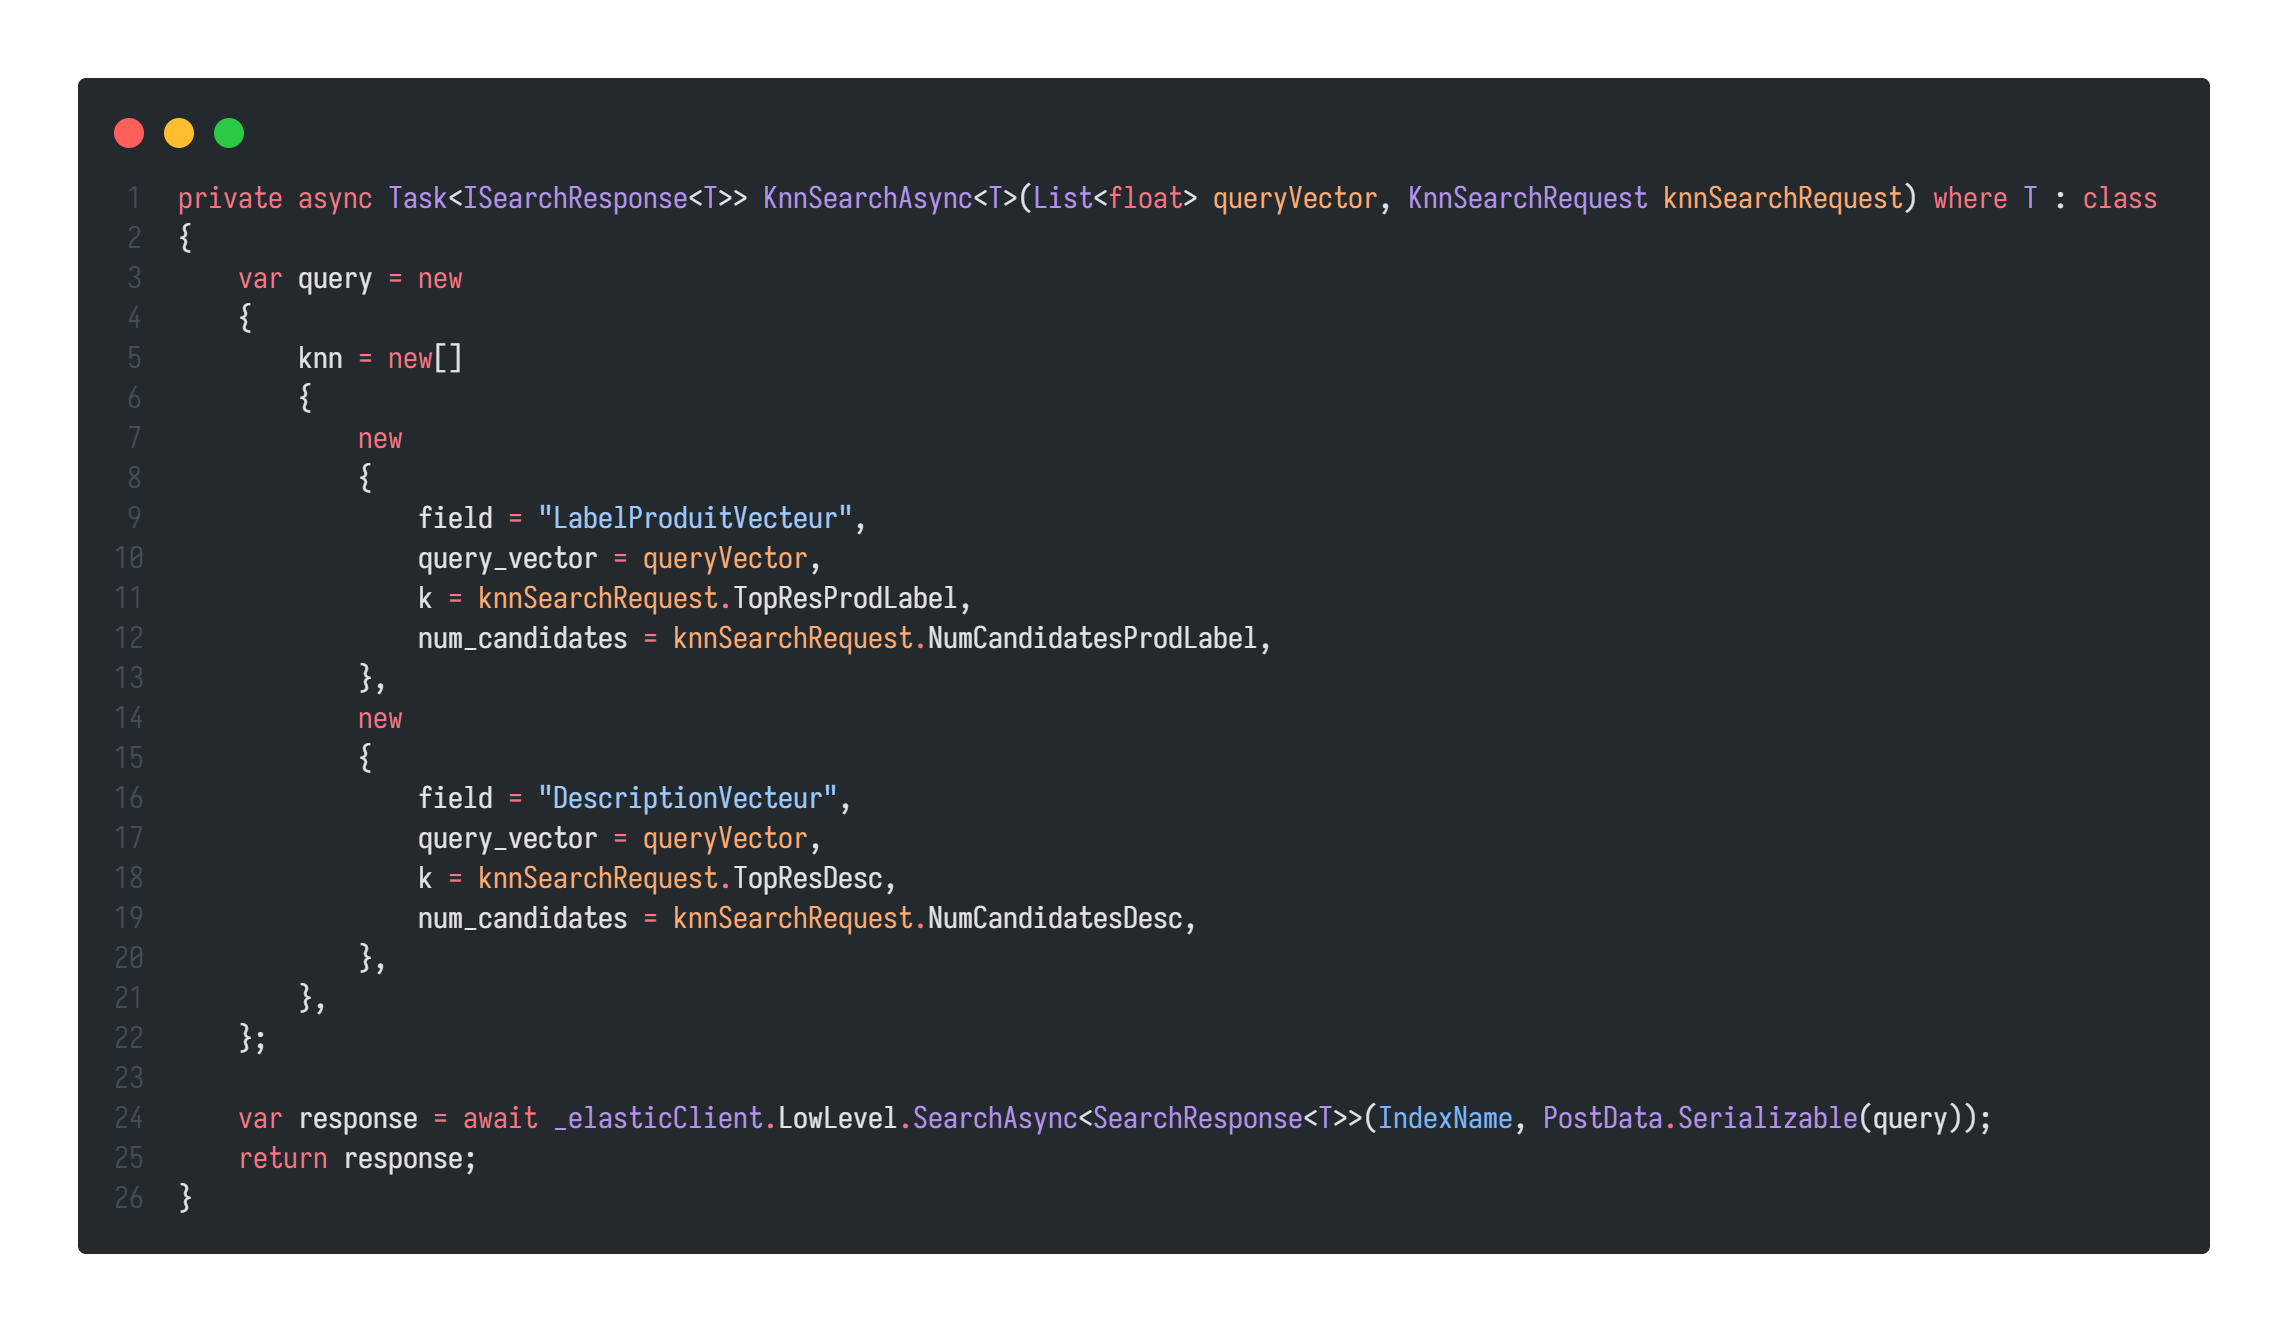 1 private async Task<ISearchResponse<T>> KnnSearchAsync<T>(List<float> queryVector, KnnSearchRequest knnSearchRequest) where T : class
2 {
3     var query = new
4     {
5         knn = new[]
6         {
7             new
8             {
9                 field = "LabelProduitVecteur",
10                 query_vector = queryVector,
11                 k = knnSearchRequest.TopResProdLabel,
12                 num_candidates = knnSearchRequest.NumCandidatesProdLabel,
13             },
14             new
15             {
16                 field = "DescriptionVecteur",
17                 query_vector = queryVector,
18                 k = knnSearchRequest.TopResDesc,
19                 num_candidates = knnSearchRequest.NumCandidatesDesc,
20             },
21         },
22     };
23
24     var response = await _elasticClient.LowLevel.SearchAsync<SearchResponse<T>>(IndexName, PostData.Serializable(query));
25     return response;
26 }